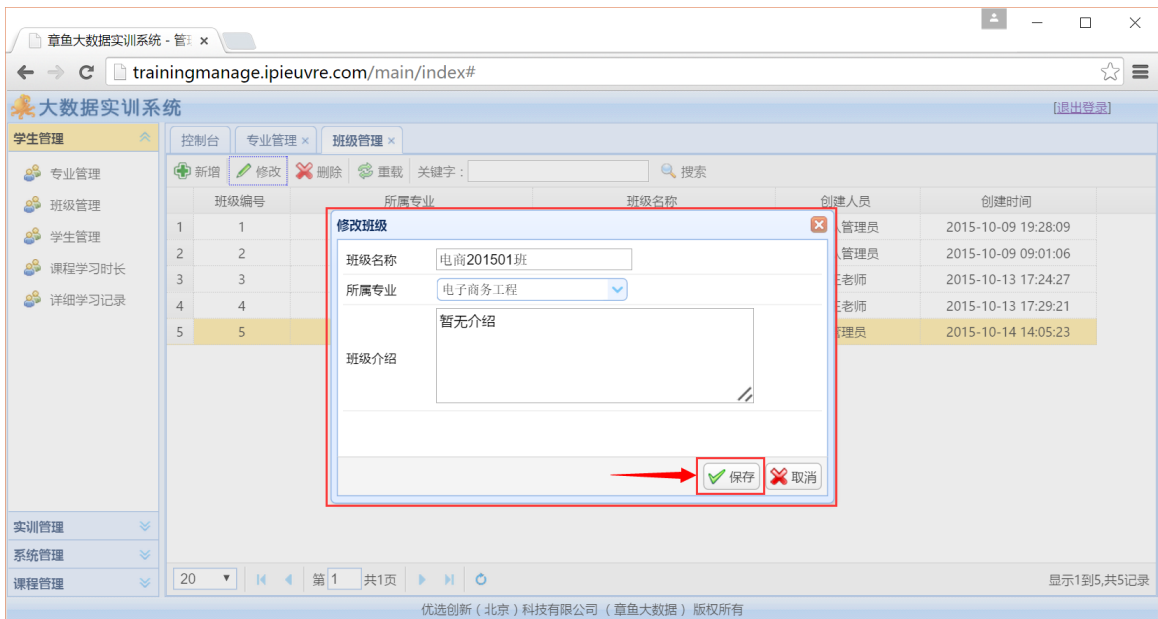 章鱼大数据实训系统 - 管
trainingmanage.ipieuvre.com/main/index#
大数据实训系统
[退出登录]
学生管理
控制台 专业管理 班级管理
新增 修改 删除 重载 关键字： 搜索
专业管理
班级管理
学生管理
课程学习时长
详细学习记录
班级编号 所属专业 班级名称 创建人员 创建时间
1 1 管理员 2015-10-09 19:28:09
2 2 管理员 2015-10-09 09:01:06
3 3 老师 2015-10-13 17:24:27
4 4 老师 2015-10-13 17:29:21
5 5 管理员 2015-10-14 14:05:23
修改班级
班级名称 电商201501班
所属专业 电子商务工程
班级介绍 暂无介绍
保存 取消
实训管理
系统管理
课程管理
20 第 1 共1页 显示1到5,共5记录
优选创新（北京）科技有限公司（章鱼大数据）版权所有